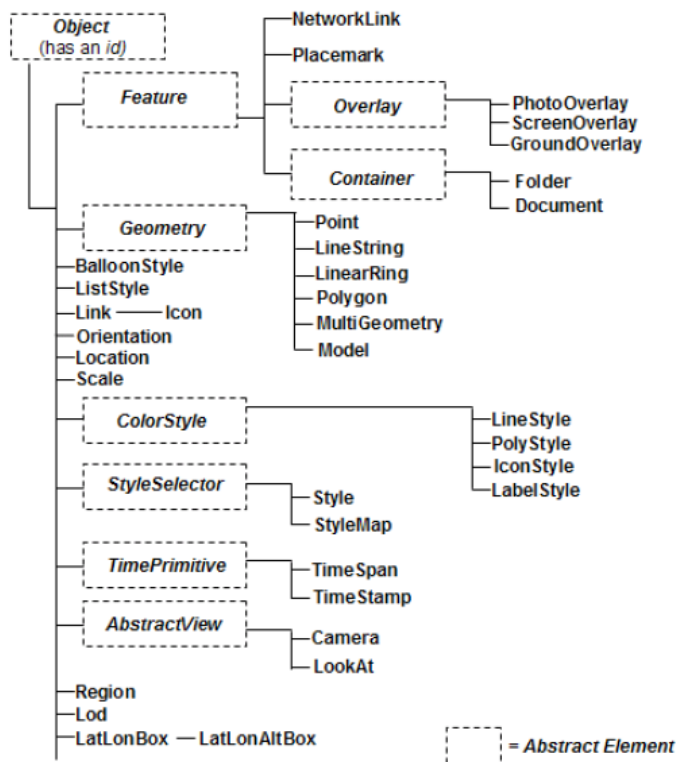 Object
(has an id)
NetworkLink
Placemark
Feature
Overlay
PhotoOverlay
ScreenOverlay
GroundOverlay
Container
Folder
Document
Geometry
Point
LineString
LinearRing
Polygon
MultiGeometry
Model
BalloonStyle
ListStyle
Link Icon
Orientation
Location
Scale
ColorStyle
LineStyle
PolyStyle
IconStyle
LabelStyle
StyleSelector
Style
StyleMap
TimePrimitive
TimeSpan
TimeStamp
AbstractView
Camera
LookAt
Region
Lod
LatLonBox LatLonAltBox
= Abstract Element